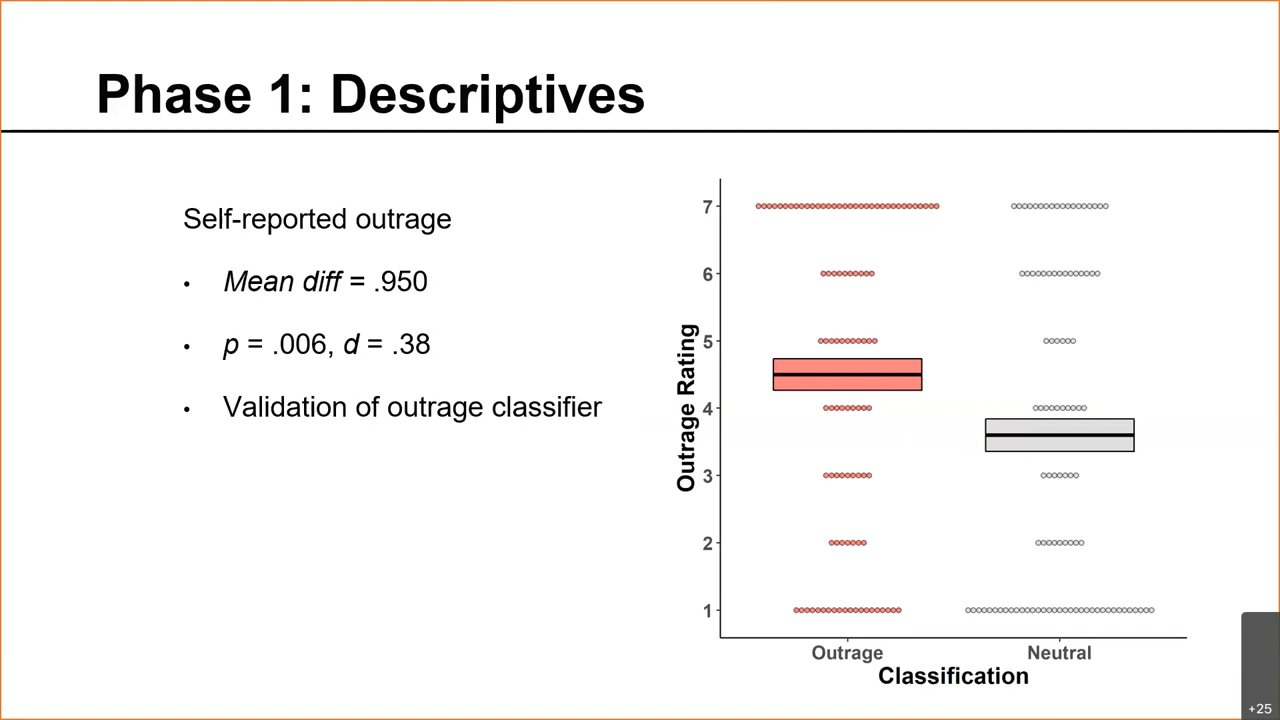 Phase 1: Descriptives
Self-reported outrage
• Mean diff = .950
• p = .006, d = .38
• Validation of outrage classifier
Outrage Rating
7
6
5
4
3
2
1
Outrage
Neutral
Classification
+25